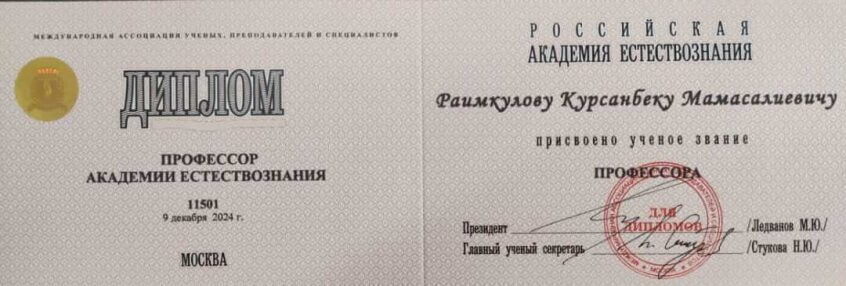 МЕЖДУНАРОДНАЯ АССОЦИАЦИЯ УЧЕНЫХ, ПРЕПОДАВАТЕЛЕЙ И СПЕЦИАЛИСТОВ
ДИПЛОМ
ПРОФЕССОР
АКАДЕМИИ ЕСТЕСТВОЗНАНИЯ
11501
9 декабря 2024 г.
МОСКВА
РОССИЙСКАЯ
АКАДЕМИЯ ЕСТЕСТВОЗНАНИЯ
Раимкулову Курсанбеку Мамасалиевичу
присвоено ученое звание
ПРОФЕССОРА
ДЛЯ
ДИПЛОМОВ
Президент /Ледванов М.Ю./
Главный ученый секретарь /Стукова Н.Ю./